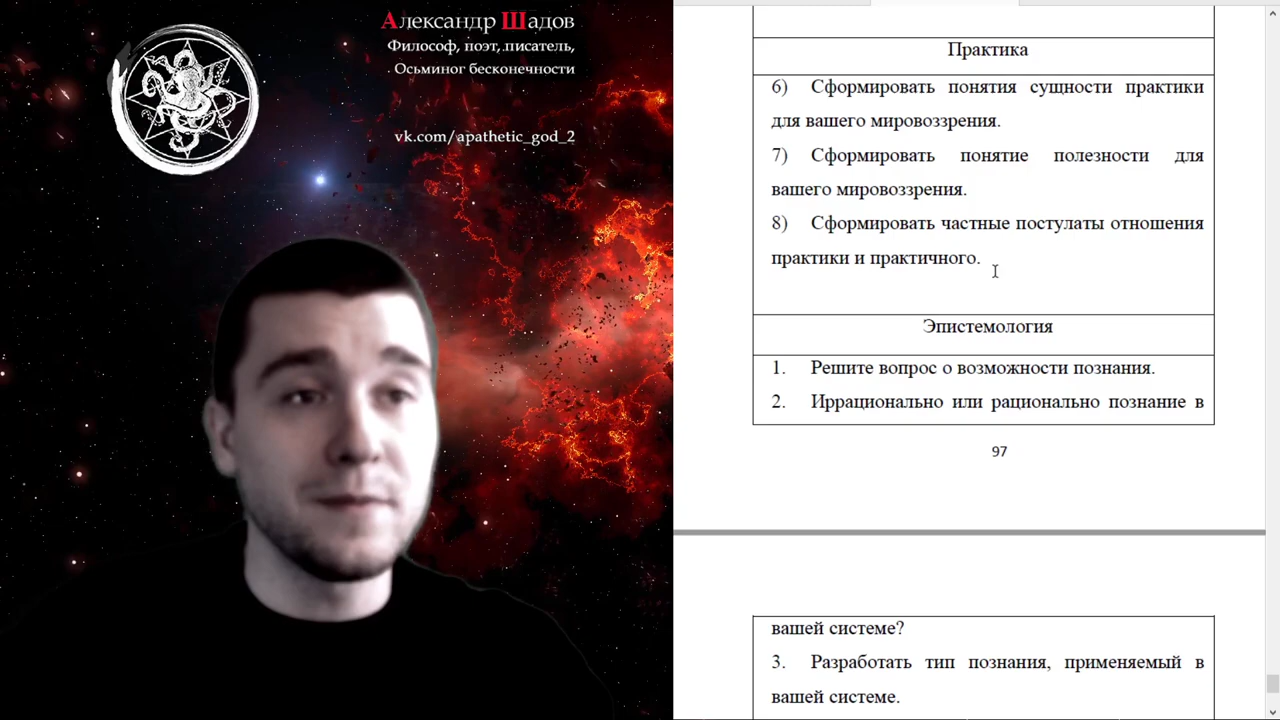 Александр Шадов
Философ, поэт, писатель,
Осьминог бесконечности
vk.com/apathetic_god_2
Практика
6) Сформировать понятия сущности практики
для вашего мировоззрения.
7) Сформировать понятие полезности для
вашего мировоззрения.
8) Сформировать частные постулаты отношения
практики и практичного.
Эпистемология
1. Решите вопрос о возможности познания.
2. Иррационально или рационально познание в
97
вашей системе?
3. Разработать тип познания, применяемый в
вашей системе.